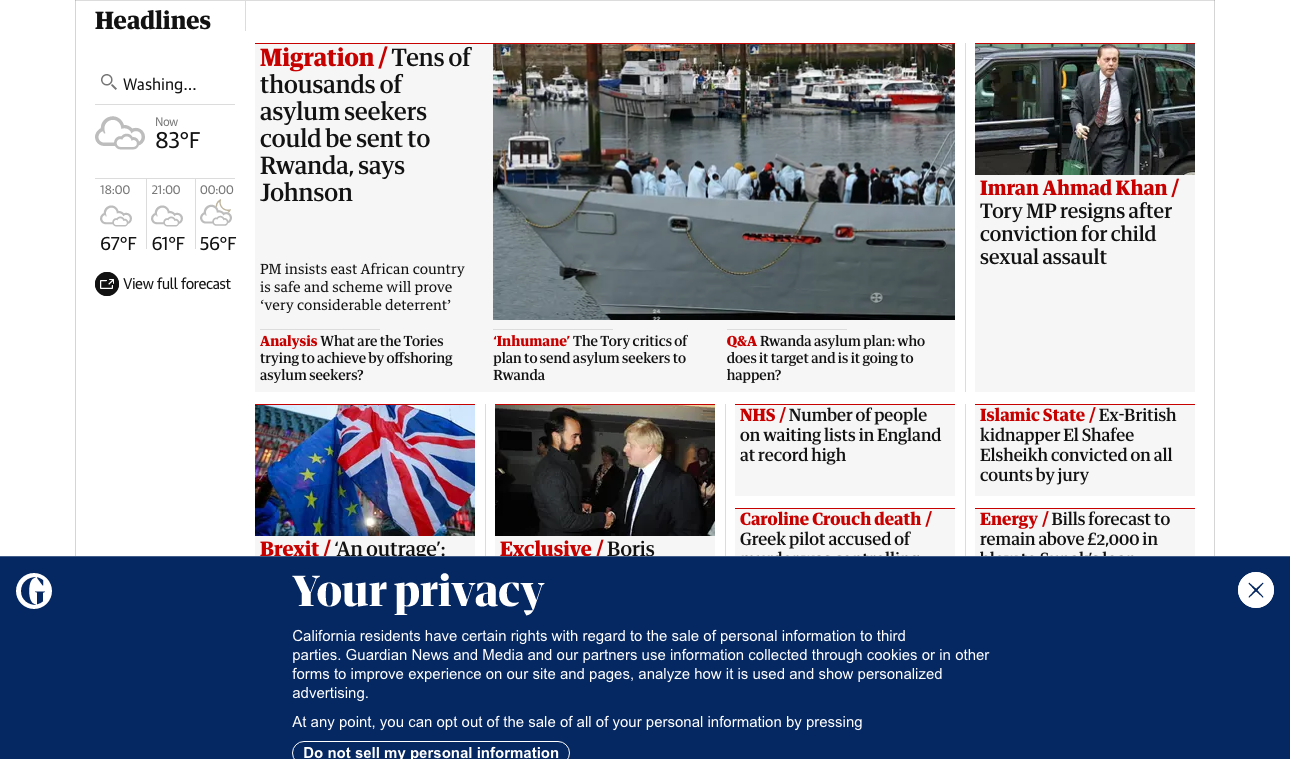 Headlines
Washing...
Now
83°F
18:00
21:00
00:00
67°F
61°F
56°F
View full forecast
Migration / Tens of
thousands of
asylum seekers
could be sent to
Rwanda, says
Johnson
PM insists east African country
is safe and scheme will prove
‘very considerable deterrent’
Analysis What are the Tories
trying to achieve by offshoring
asylum seekers?
‘Inhumane’ The Tory critics of
plan to send asylum seekers to
Rwanda
Q&A Rwanda asylum plan: who
does it target and is it going to
happen?
Imran Ahmad Khan /
Tory MP resigns after
conviction for child
sexual assault
Brexit / ‘An outrage’:
Exclusive / Boris
NHS / Number of people
on waiting lists in England
at record high
Caroline Crouch death /
Greek pilot accused of
Islamic State / Ex-British
kidnapper El Shafee
Elsheikh convicted on all
counts by jury
Energy / Bills forecast to
remain above £2,000 in
Your privacy
California residents have certain rights with regard to the sale of personal information to third
parties. Guardian News and Media and our partners use information collected through cookies or in other
forms to improve experience on our site and pages, analyze how it is used and show personalized
advertising.
At any point, you can opt out of the sale of all of your personal information by pressing
Do not sell my personal information